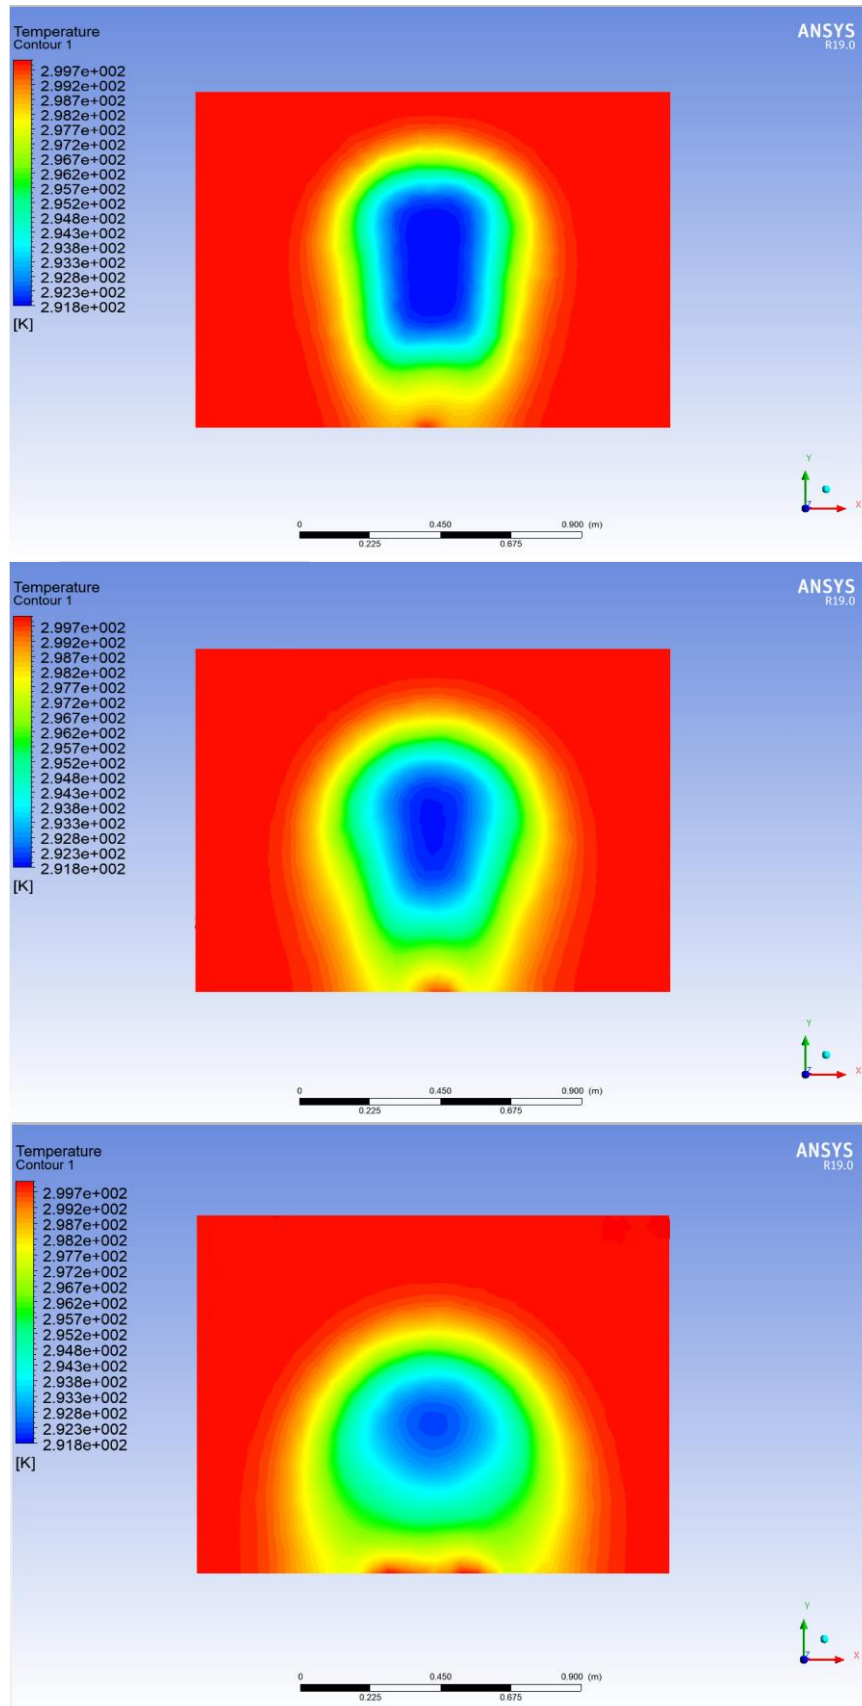 Temperature
Contour 1
ANSYS
R19.0
2.997e+002
2.992e+002
2.987e+002
2.982e+002
2.977e+002
2.972e+002
2.967e+002
2.962e+002
2.957e+002
2.952e+002
2.948e+002
2.943e+002
2.938e+002
2.933e+002
2.928e+002
2.923e+002
2.918e+002
[K]
Y
Z
X
0 0.450 0.900 (m)
0.225 0.675
Temperature
Contour 1
ANSYS
R19.0
2.997e+002
2.992e+002
2.987e+002
2.982e+002
2.977e+002
2.972e+002
2.967e+002
2.962e+002
2.957e+002
2.952e+002
2.948e+002
2.943e+002
2.938e+002
2.933e+002
2.928e+002
2.923e+002
2.918e+002
[K]
Y
Z
X
0 0.450 0.900 (m)
0.225 0.675
Temperature
Contour 1
ANSYS
R19.0
2.997e+002
2.992e+002
2.987e+002
2.982e+002
2.977e+002
2.972e+002
2.967e+002
2.962e+002
2.957e+002
2.952e+002
2.948e+002
2.943e+002
2.938e+002
2.933e+002
2.928e+002
2.923e+002
2.918e+002
[K]
Y
Z
X
0 0.450 0.900 (m)
0.225 0.675